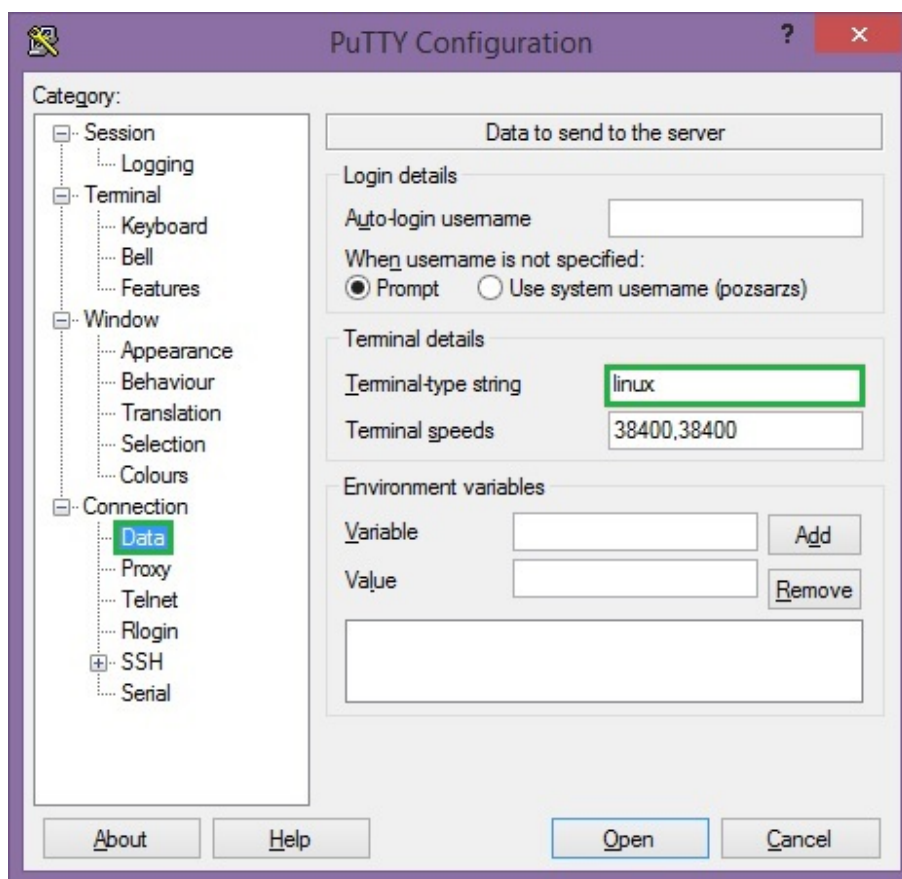 PuTTY Configuration
?
×
Category:
Session
Logging
Terminal
Keyboard
Bell
Features
Window
Appearance
Behaviour
Translation
Selection
Colours
Connection
Data
Proxy
Telnet
Rlogin
SSH
Serial
Data to send to the server
Login details
Auto-login username
When username is not specified:
Prompt Use system username (pozsarzs)
Terminal details
Terminal-type string linux
Terminal speeds 38400,38400
Environment variables
Variable Add
Value Remove
About Help Open Cancel